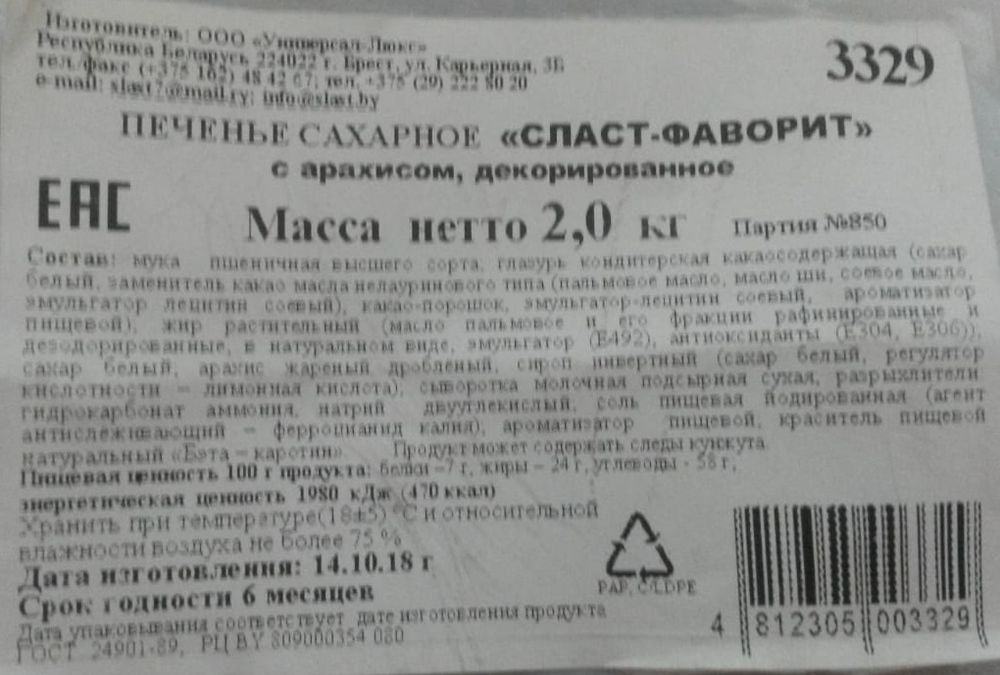 Изготовитель: ООО «Универсал-Люкс»
Республика Беларусь 224022 г. Брест, ул. Карьерная, 3Б
тел/факс (+375 162) 48 42 67; тел. +375 (29) 222 80 20
e-mail: slast7@mail.ry; info@slast.by
3329
ПЕЧЕНЬЕ САХАРНОЕ «СЛАСТ-ФАВОРИТ»
с арахисом, декорированное
ЕАС
Масса нетто 2,0 кг Партия №850
Состав: мука пшеничная высшего сорта, глазурь кондитерская какаосодержащая (сахар
белый, заменитель какао масла нелауринового типа (пальмовое масло, масло ши, соевое масло,
эмульгатор лецитин соевый), какао-порошок, эмульгатор-лецитин соевый, ароматизатор
пищевой), жир растительный (масло пальмовое и его фракции рафинированные и
дезодорированные, в натуральном виде, эмульгатор (Е492), антиоксиданты (Е304, Е306)),
сахар белый, арахис жареный дробленый, сироп инвертный (сахар белый, регулятор
кислотности – лимонная кислота), сыворотка молочная подсырная сухая, разрыхлители
гидрокарбонат аммония, натрий двууглекислый, соль пищевая йодированная (агент
антислеживающий – ферроцианид калия), ароматизатор пищевой, краситель пищевой
натуральный «Бэта – каротин». Продукт может содержать следы кунжута.
Пищевая ценность 100 г продукта: белки –7 г, жиры – 24 г, углеводы - 58 г;
энергетическая ценность 1980 кДж (470 ккал)
Хранить при температуре(18±5) °С и относительной
влажности воздуха не более 75 %
Дата изготовления: 14.10.18 г
Срок годности 6 месяцев
Дата упаковывания соответствует дате изготовления продукта
ГОСТ 24901-89, РЦ BY 809000354 080
PAP, C/LDPE
4 812305 003329